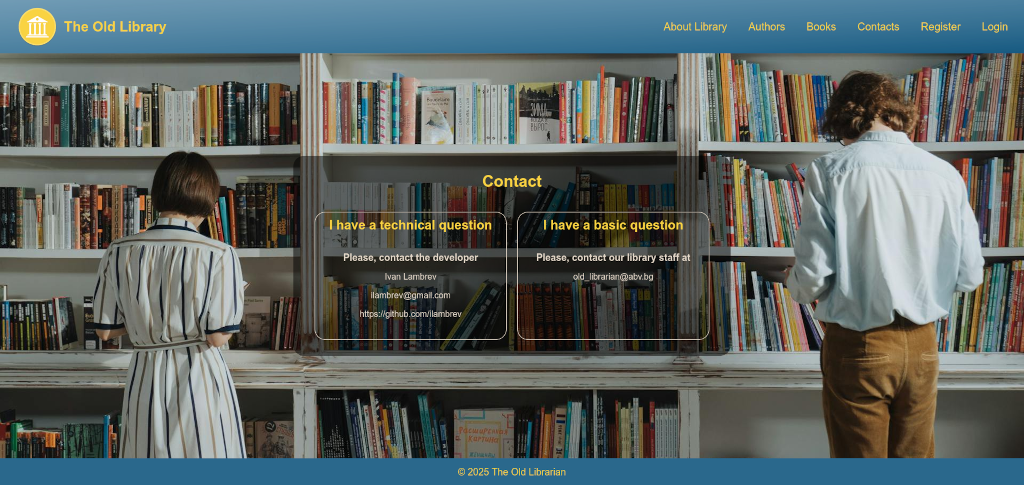 The Old Library
About Library
Authors
Books
Contacts
Register
Login
Contact
I have a technical question
Please, contact the developer
Ivan Lambrev
ilambrev@gmail.com
https://github.com/ilambrev
I have a basic question
Please, contact our library staff at
old_librarian@abv.bg
© 2025 The Old Librarian